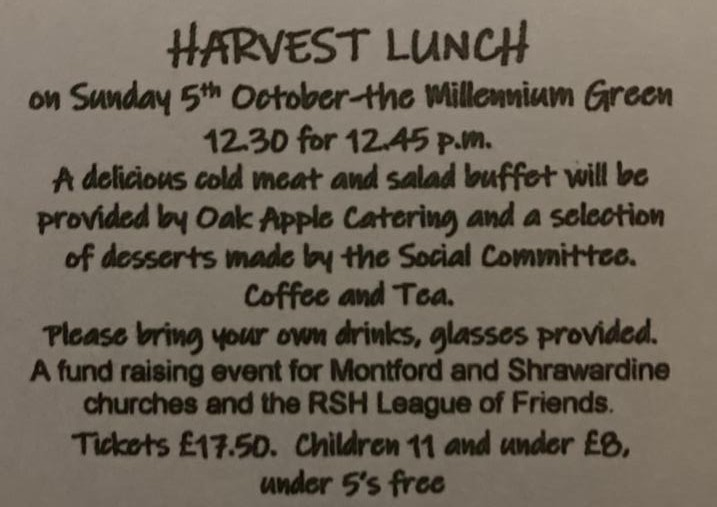 HARVEST LUNCH
on Sunday 5th October-the Millennium Green
12.30 for 12.45 p.m.
A delicious cold meat and salad buffet will be
provided by Oak Apple Catering and a selection
of desserts made by the Social Committee.
Coffee and Tea.
Please bring your own drinks, glasses provided.
A fund raising event for Montford and Shrawardine
churches and the RSH League of Friends.
Tickets £17.50. Children 11 and under £8,
under 5's free